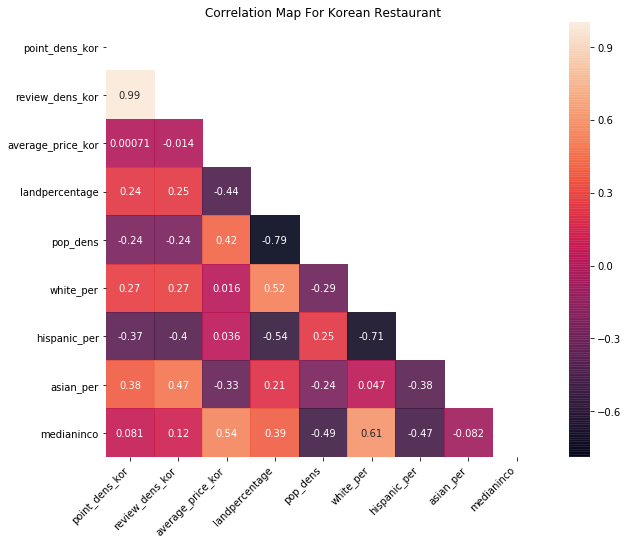 Correlation Map For Korean Restaurant
point_dens_kor
review_dens_kor 0.99
average_price_kor 0.00071 -0.014
landpercentage 0.24 0.25 -0.44
pop_dens -0.24 -0.24 0.42 -0.79
white_per 0.27 0.27 0.016 0.52 -0.29
hispanic_per -0.37 -0.4 0.036 -0.54 0.25 -0.71
asian_per 0.38 0.47 -0.33 0.21 -0.24 0.047 -0.38
medianinco 0.081 0.12 0.54 0.39 -0.49 0.61 -0.47 -0.082
point_dens_kor review_dens_kor average_price_kor landpercentage pop_dens white_per hispanic_per asian_per medianinco
0.9
0.6
0.3
0.0
−0.3
−0.6